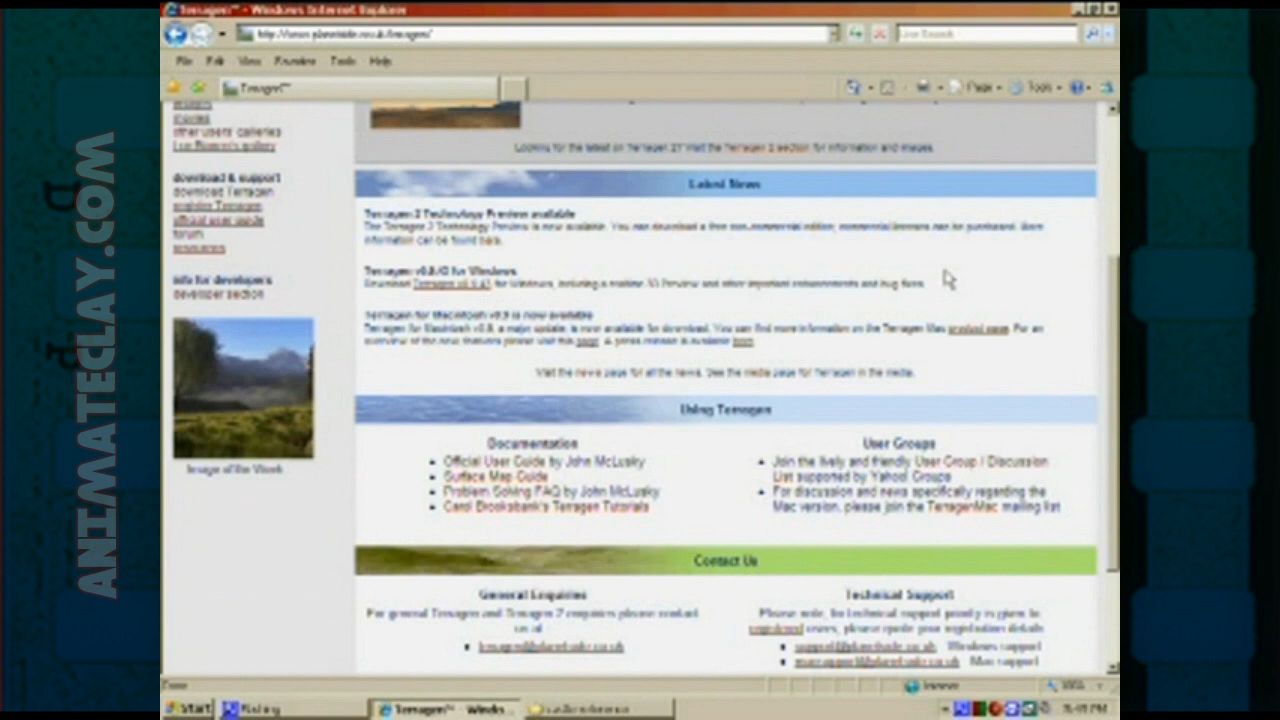 Terragen™ - Windows Internet Explorer
http://www.planetside.co.uk/terragen/
Live Search
File Edit View Favorites Tools Help
Terragen™
Page Tools
movies
other users' galleries
Luc Bianco's gallery
download & support
download Terragen
register Terragen
official user guide
forum
resources
info for developers
developer section
Image of the Week
ANIMATECLAY.COM
Looking for the latest on Terragen 2? Visit the Terragen 2 section for information and images.
Latest News
Terragen 2 Technology Preview available
The Terragen 2 Technology Preview is now available. You can download a free non-commercial edition; commercial licenses can be purchased. More
information can be found here.
Terragen v0.9.43 for Windows
Download Terragen v0.9.43 for Windows, including a realtime 3D Preview and other important enhancements and bug fixes.
Terragen for Macintosh v0.9 is now available
Terragen for Macintosh v0.9, a major update, is now available for download. You can find more information on the Terragen Mac product page. For an
overview of the new features please visit this page. A press release is available here.
Visit the news page for all the news. See the media page for Terragen in the media.
Using Terragen
Documentation
Official User Guide by John McLusky
Surface Map Guide
Problem Solving FAQ by John McLusky
Carol Brooksbank's Terragen Tutorials
User Groups
Join the lively and friendly User Group / Discussion
List supported by Yahoo! Groups
For discussion and news specifically regarding the
Mac version, please join the TerragenMac mailing list
Contact Us
General Enquiries
For general Terragen and Terragen 2 enquiries please contact
us at
terragen@planetside.co.uk
Technical Support
Please note, for technical support priority is given to
registered users, please quote your registration details
support@planetside.co.uk Windows support
macsupport@planetside.co.uk Mac support
Done
Internet
100%
Start
Terragen™ - Windo...